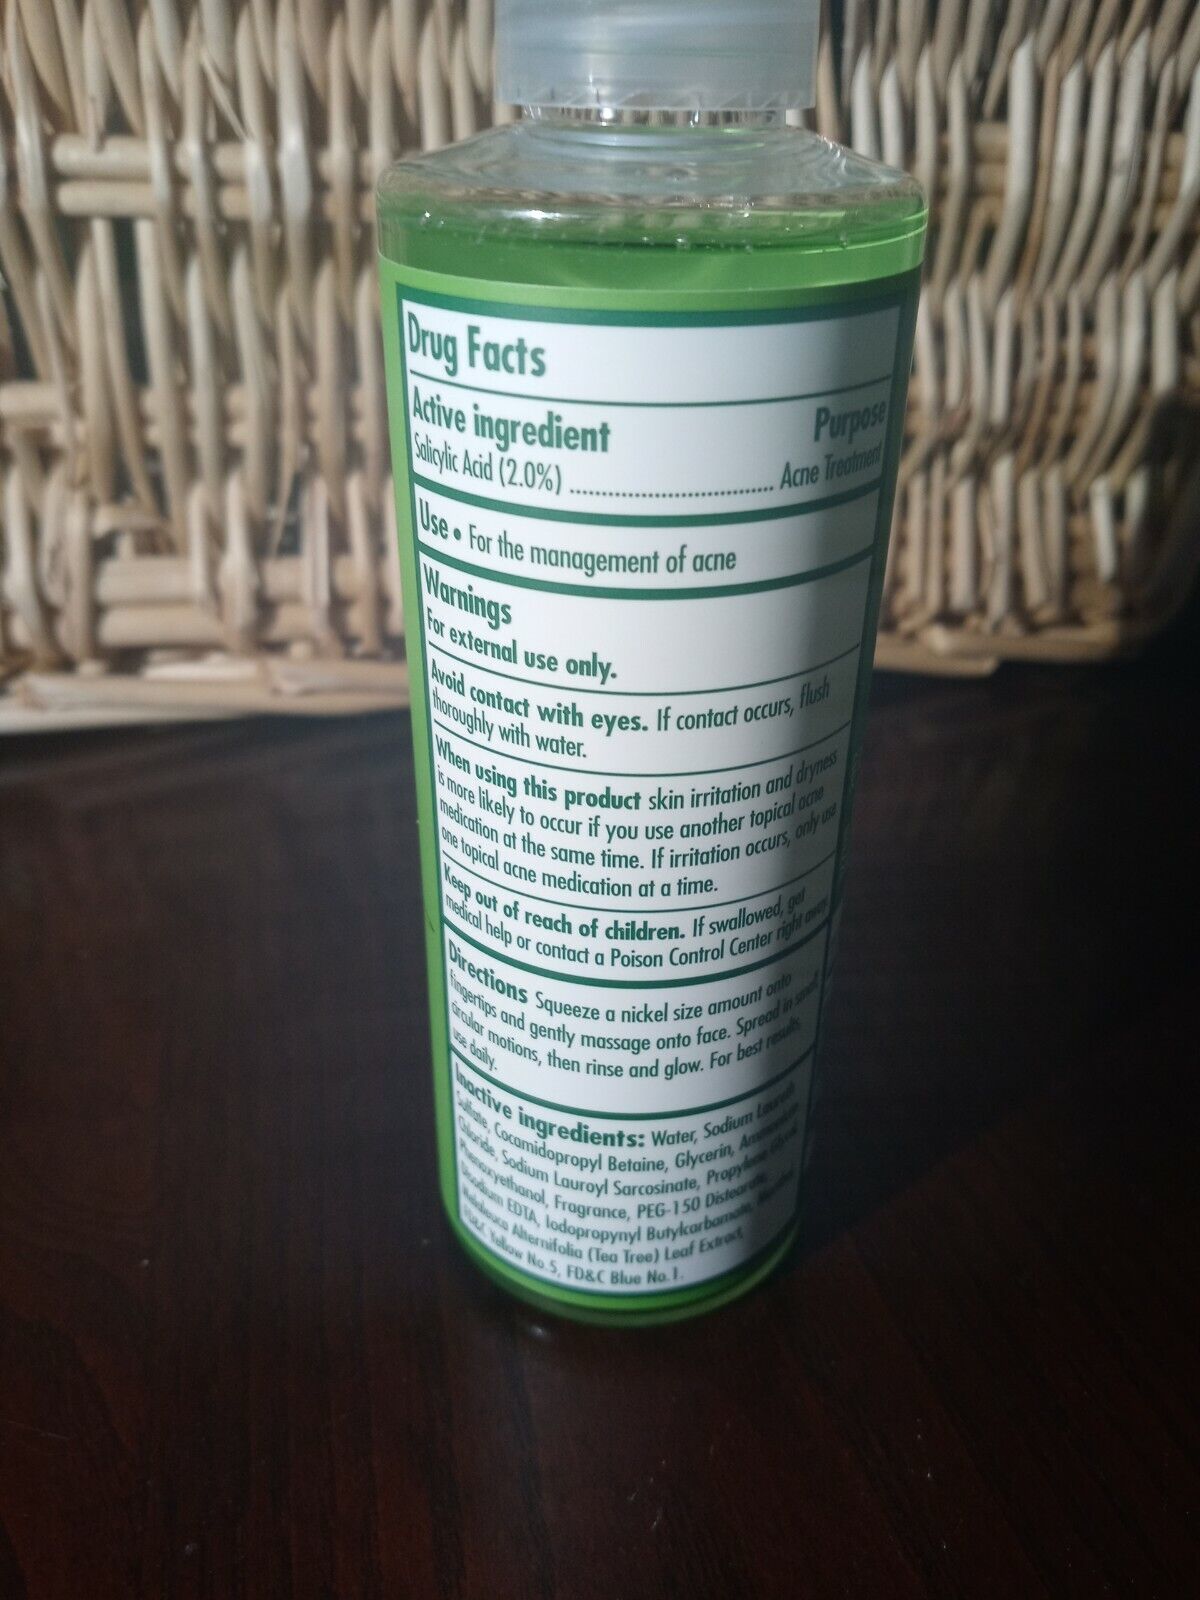 Drug Facts
Active ingredient Purpose
Salicylic Acid (2.0%) ................................ Acne Treatment
Use • For the management of acne
Warnings
For external use only.
Avoid contact with eyes. If contact occurs, flush
thoroughly with water.
When using this product skin irritation and dryness
is more likely to occur if you use another topical acne
medication at the same time. If irritation occurs, only use
one topical acne medication at a time.
Keep out of reach of children. If swallowed, get
medical help or contact a Poison Control Center right away.
Directions Squeeze a nickel size amount onto
fingertips and gently massage onto face. Spread in small,
circular motions, then rinse and glow. For best results,
use daily.
Inactive ingredients: Water, Sodium Laureth
Sulfate, Cocamidopropyl Betaine, Glycerin, Ammonium
Chloride, Sodium Lauroyl Sarcosinate, Propylene Glycol,
Phenoxyethanol, Fragrance, PEG-150 Distearate,
Disodium EDTA, Iodopropynyl Butylcarbamate, Menthol,
Melaleuca Alternifolia (Tea Tree) Leaf Extract,
FD&C Yellow No.5, FD&C Blue No.1.